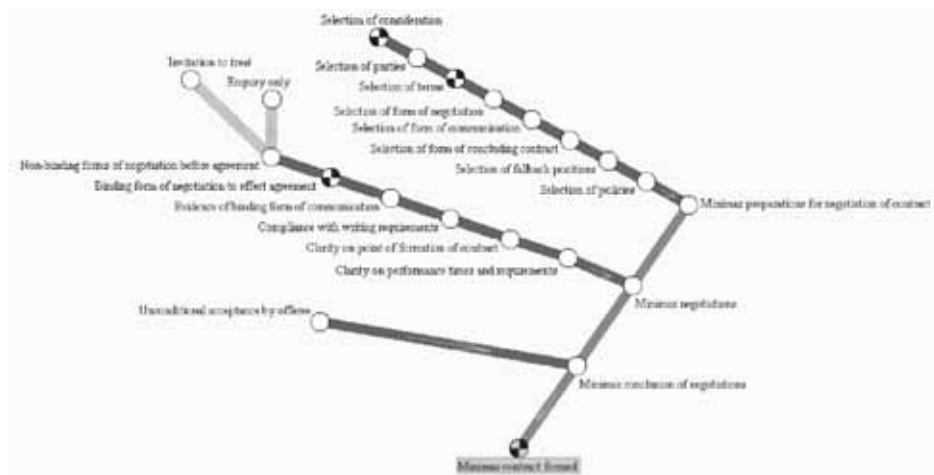 Selection of consideration
Selection of parties
Selection of terms
Selection of form of negotiation
Selection of form of communication
Selection of form of concluding contract
Selection of fallback positions
Selection of policies
Minimax preparations for negotiation of contract
Invitation to treat
Enquiry only
Non-binding forms of negotiation before agreement
Binding form of negotiation to effect agreement
Evidence of binding form of communication
Compliance with writing requirements
Clarity on point of formation of contract
Clarity on performance times and requirements
Minimax negotiations
Unconditional acceptance by offeree
Minimax conclusion of negotiations
Minimax contract formed